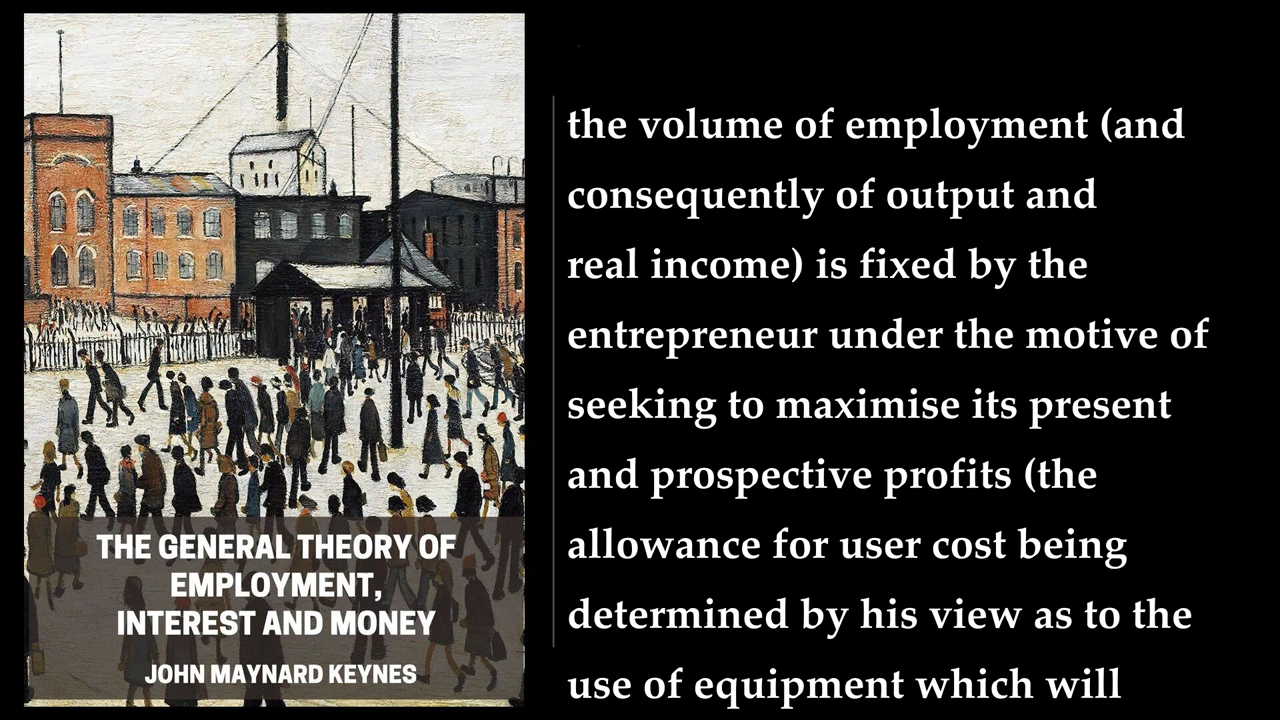 THE GENERAL THEORY OF
EMPLOYMENT,
INTEREST AND MONEY
JOHN MAYNARD KEYNES
the volume of employment (and
consequently of output and
real income) is fixed by the
entrepreneur under the motive of
seeking to maximise its present
and prospective profits (the
allowance for user cost being
determined by his view as to the
use of equipment which will